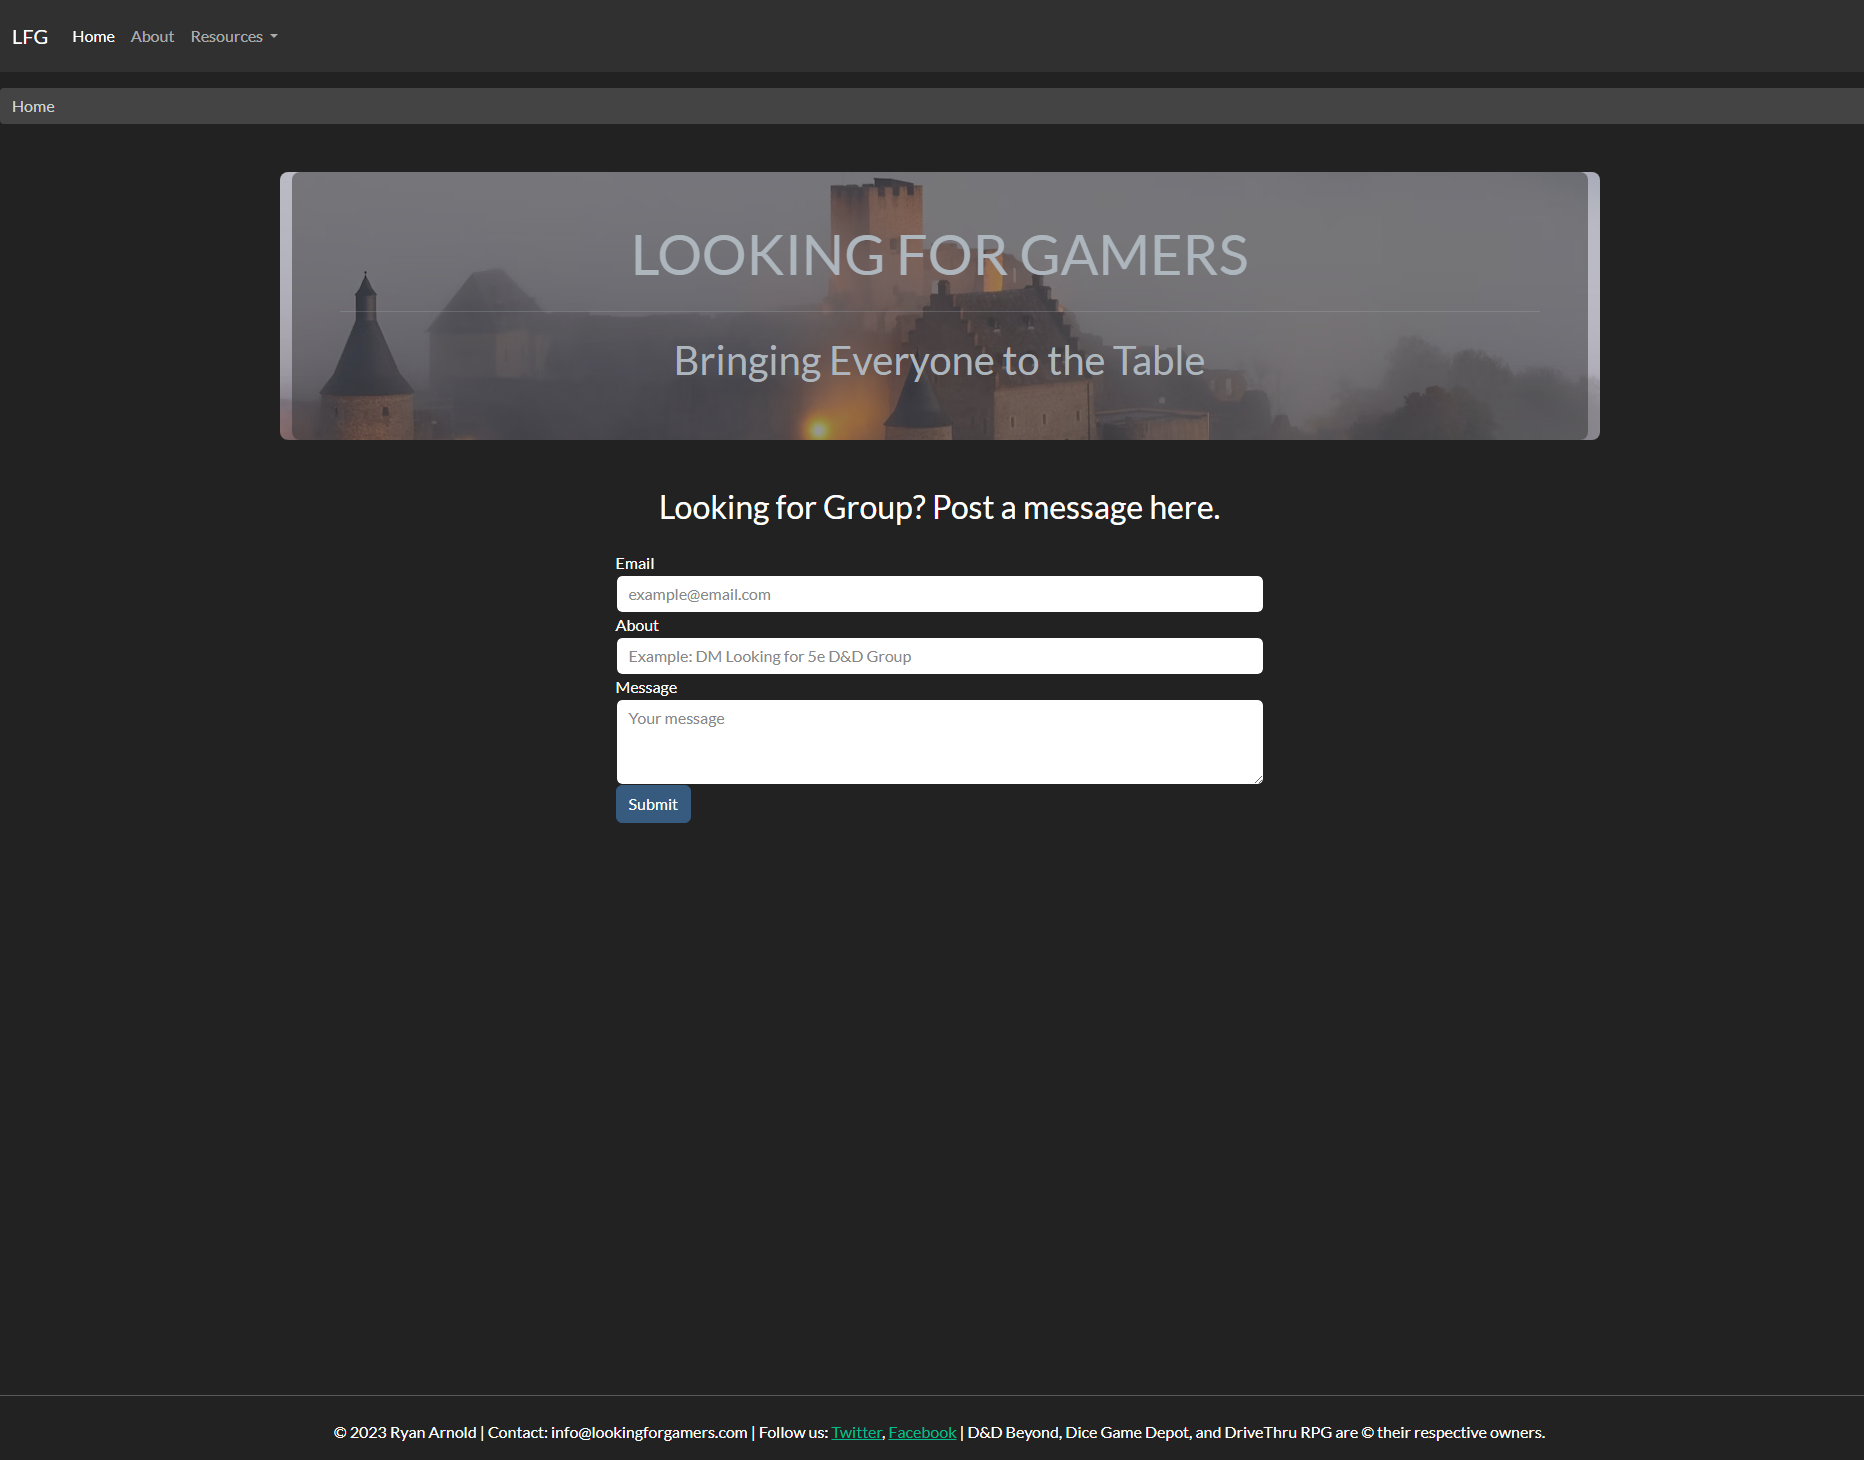 LFG Home About Resources
Home
LOOKING FOR GAMERS
Bringing Everyone to the Table
Looking for Group? Post a message here.
Email
example@email.com
About
Example: DM Looking for 5e D&D Group
Message
Your message
Submit
© 2023 Ryan Arnold | Contact: info@lookingforgamers.com | Follow us: Twitter, Facebook | D&D Beyond, Dice Game Depot, and DriveThru RPG are © their respective owners.